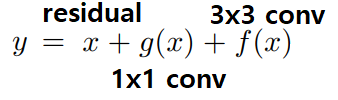 residual 3x3 conv
y = x + g(x) + f(x)
1x1 conv